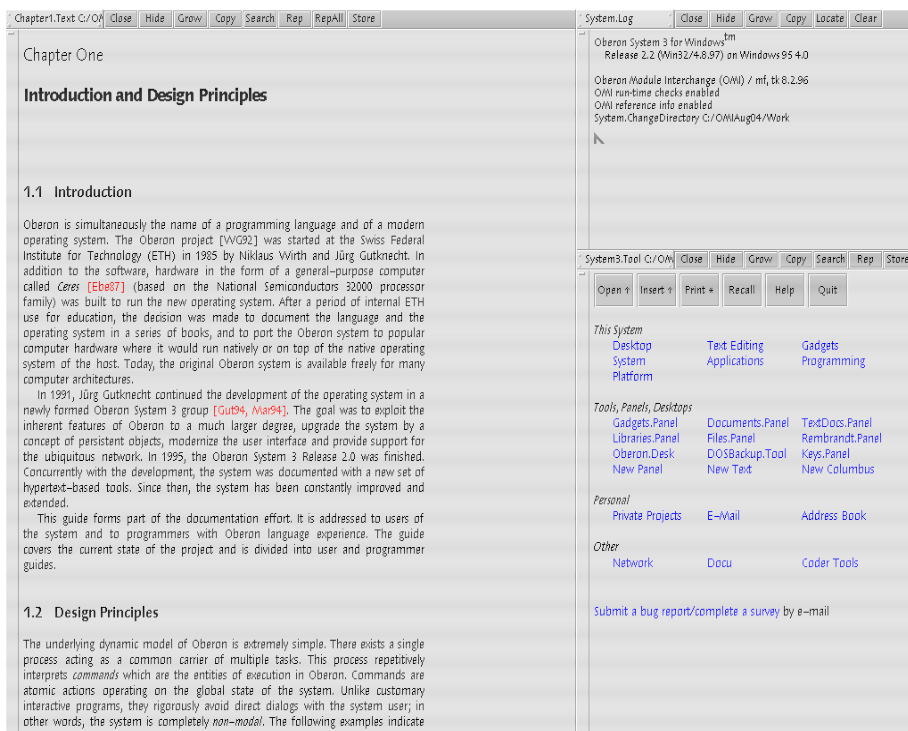 Chapter1.Text C:/OM Close Hide Grow Copy Search Rep RepAll Store
Chapter One
Introduction and Design Principles
1.1 Introduction
Oberon is simultaneously the name of a programming language and of a modern
operating system. The Oberon project [WG92] was started at the Swiss Federal
Institute for Technology (ETH) in 1985 by Niklaus Wirth and Jürg Gutknecht. In
addition to the software, hardware in the form of a general-purpose computer
called Ceres [Ebe87] (based on the National Semiconductors 32000 processor
family) was built to run the new operating system. After a period of internal ETH
use for education, the decision was made to document the language and the
operating system in a series of books, and to port the Oberon system to popular
computer hardware where it would run natively or on top of the native operating
system of the host. Today, the original Oberon system is available freely for many
computer architectures.
In 1991, Jürg Gutknecht continued the development of the operating system in a
newly formed Oberon System 3 group [Gut94, Mar94]. The goal was to exploit the
inherent features of Oberon to a much larger degree, upgrade the system by a
concept of persistent objects, modernize the user interface and provide support for
the ubiquitous network. In 1995, the Oberon System 3 Release 2.0 was finished.
Concurrently with the development, the system was documented with a new set of
hypertext-based tools. Since then, the system has been constantly improved and
extended.
This guide forms part of the documentation effort. It is addressed to users of
the system and to programmers with Oberon language experience. The guide
covers the current state of the project and is divided into user and programmer
guides.
1.2 Design Principles
The underlying dynamic model of Oberon is extremely simple. There exists a single
process acting as a common carrier of multiple tasks. This process repetitively
interprets commands which are the entities of execution in Oberon. Commands are
atomic actions operating on the global state of the system. Unlike customary
interactive programs, they rigorously avoid direct dialogs with the system user; in
other words, the system is completely non-modal. The following examples indicate
System.Log Close Hide Grow Copy Locate Clear
Oberon System 3 for Windows tm
Release 2.2 (Win32/4.8.97) on Windows 95 4.0
Oberon Module Interchange (OMI) / mf, tk 8.2.96
OMI run-time checks enabled
OMI reference info enabled
System.ChangeDirectory C:/OMIAug04/Work
System3.Tool C:/OM Close Hide Grow Copy Search Rep Store
Open ↑ Insert ↑ Print * Recall Help Quit
This System
Desktop Text Editing Gadgets
System Applications Programming
Platform
Tools, Panels, Desktops
Gadgets.Panel Documents.Panel TextDocs.Panel
Libraries.Panel Files.Panel Rembrandt.Panel
Oberon.Desk DOSBackup.Tool Keys.Panel
New Panel New Text New Columbus
Personal
Private Projects E-Mail Address Book
Other
Network Docu Coder Tools
Submit a bug report/complete a survey by e-mail